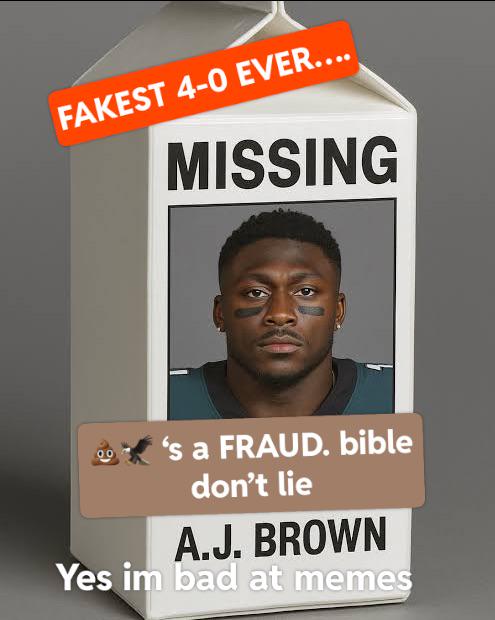 FAKEST 4-0 EVER....
MISSING
💩🦅 's a FRAUD. bible
don't lie
A.J. BROWN
Yes im bad at memes